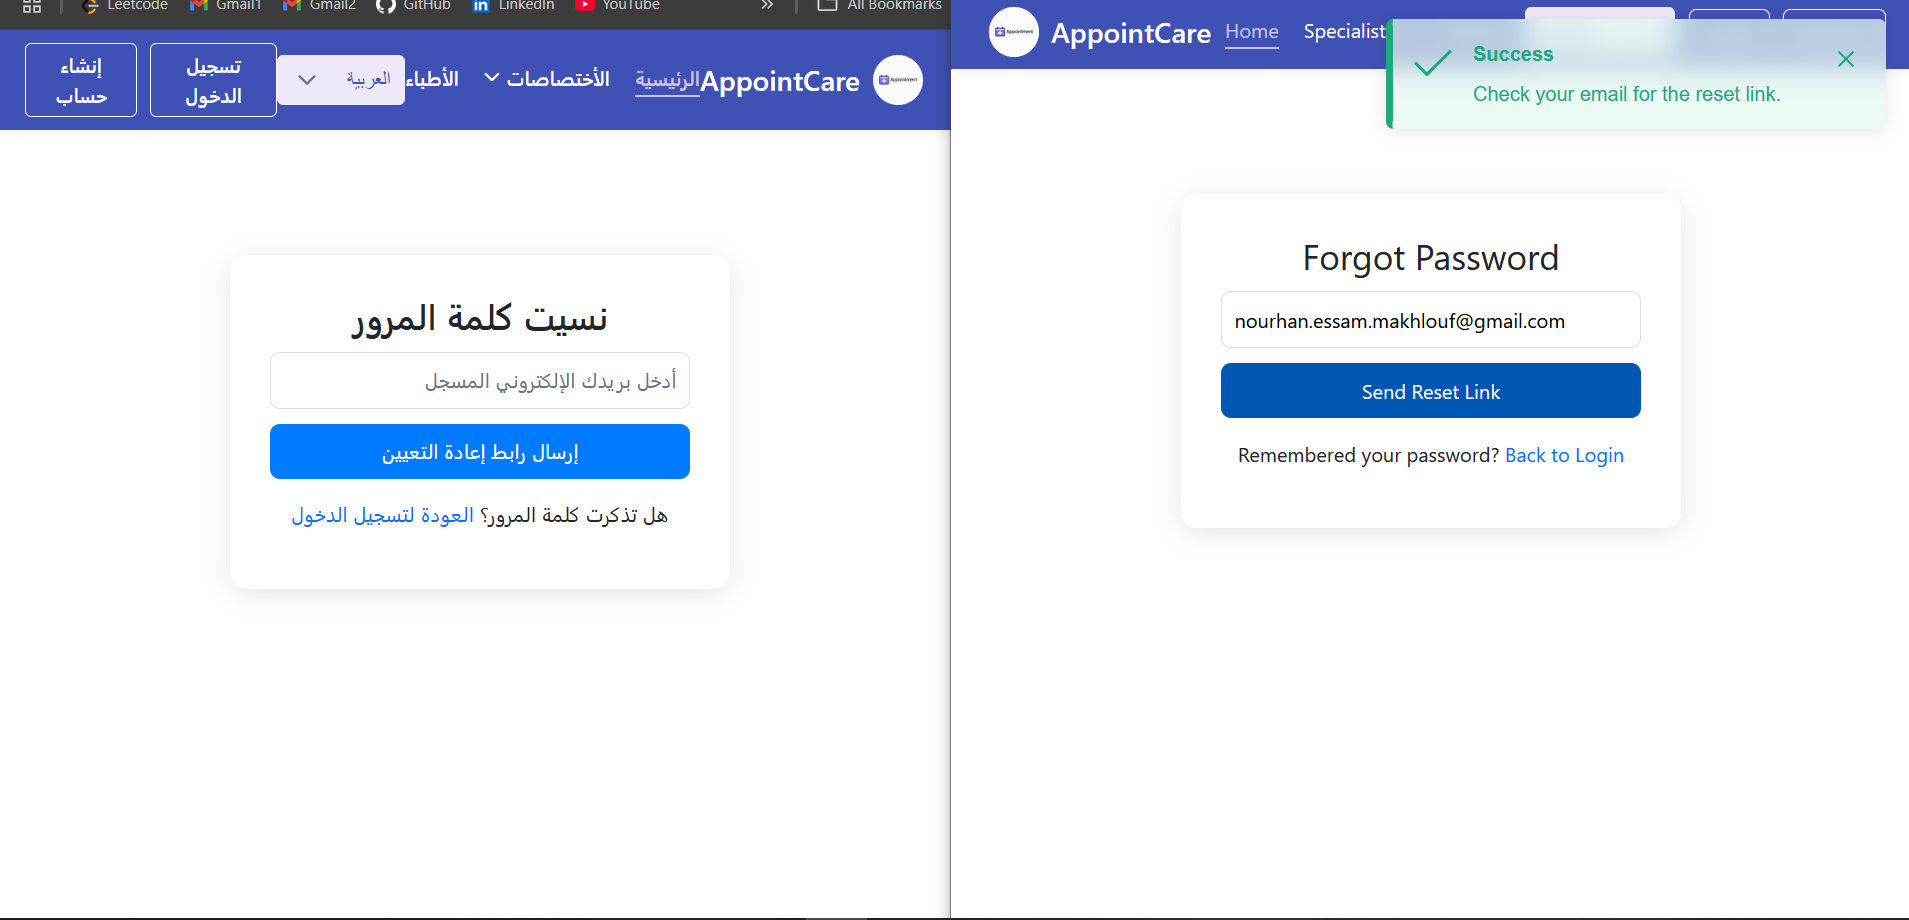 Leetcode
Gmail1
Gmail2
GitHub
LinkedIn
YouTube
All Bookmarks
AppointCare
الرئيسية
الأختصاصات
الأطباء
العربية
تسجيل الدخول
إنشاء حساب
نسيت كلمة المرور
أدخل بريدك الإلكتروني المسجل
إرسال رابط إعادة التعيين
هل تذكرت كلمة المرور؟ العودة لتسجيل الدخول
Appointment
AppointCare
Home
Specialist
Success
Check your email for the reset link.
Forgot Password
nourhan.essam.makhlouf@gmail.com
Send Reset Link
Remembered your password? Back to Login